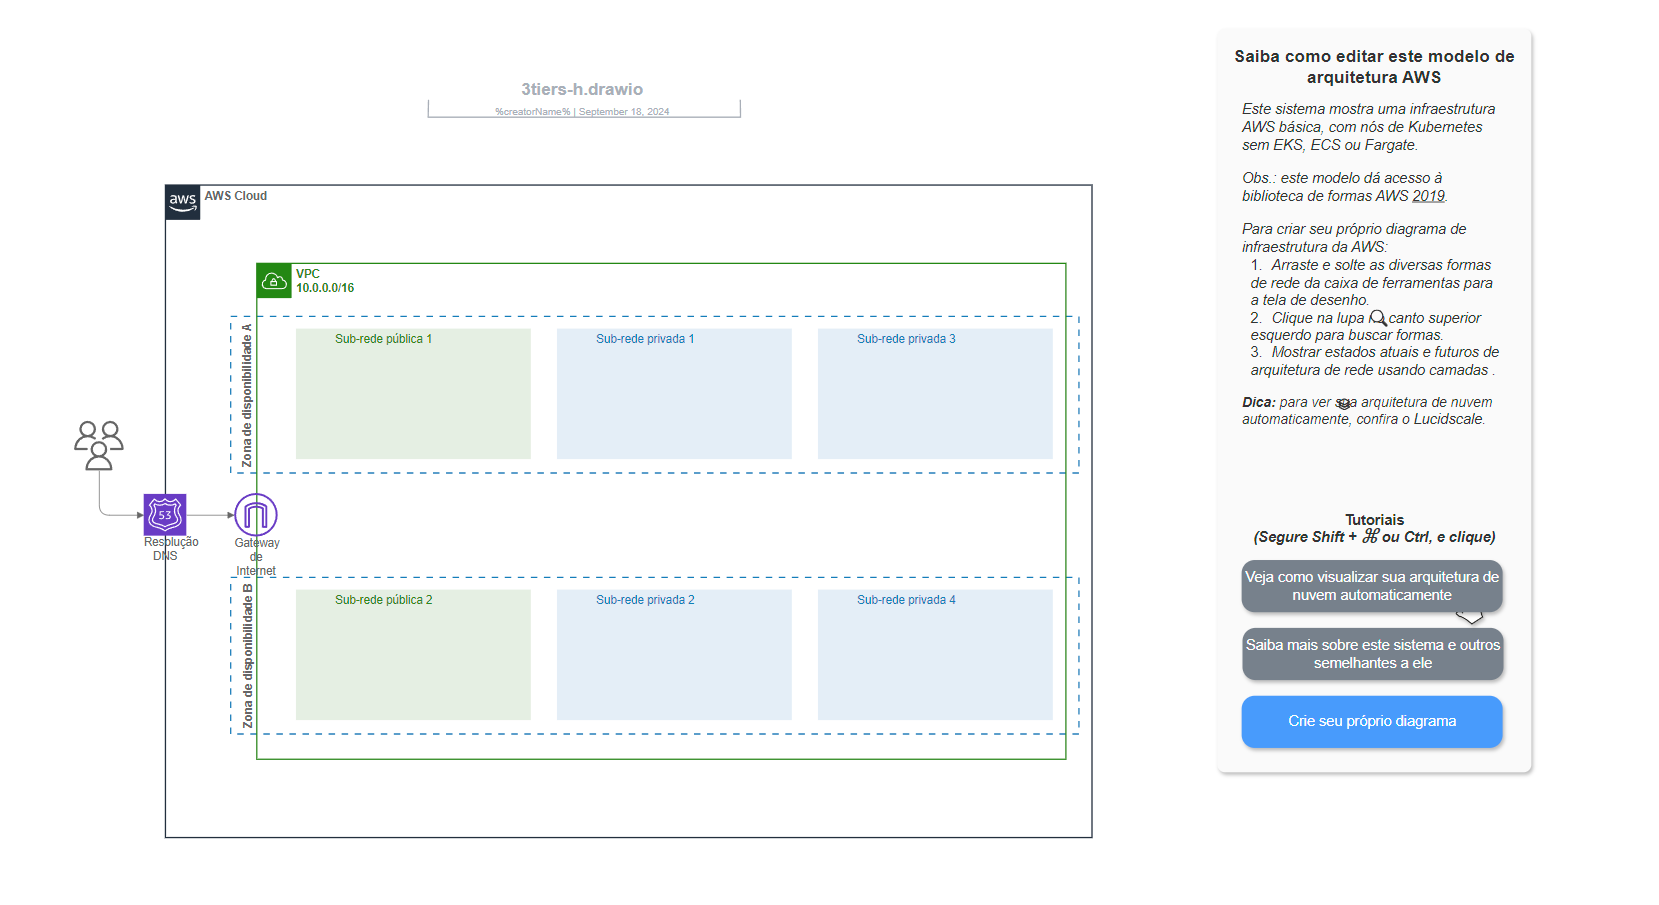 3tiers-h.drawio
%creatorName% | September 18, 2024
aws
AWS Cloud
VPC
10.0.0.0/16
Zona de disponibilidade A
Sub-rede pública 1
Sub-rede privada 1
Sub-rede privada 3
53
Resolução
DNS
Gateway
de
Internet
Zona de disponibilidade B
Sub-rede pública 2
Sub-rede privada 2
Sub-rede privada 4
Saiba como editar este modelo de
arquitetura AWS
Este sistema mostra uma infraestrutura
AWS básica, com nós de Kubernetes
sem EKS, ECS ou Fargate.
Obs.: este modelo dá acesso à
biblioteca de formas AWS 2019.
Para criar seu próprio diagrama de
infraestrutura da AWS:
1. Arraste e solte as diversas formas
de rede da caixa de ferramentas para
a tela de desenho.
2. Clique na lupa canto superior
esquerdo para buscar formas.
3. Mostrar estados atuais e futuros de
arquitetura de rede usando camadas .
Dica: para ver sua arquitetura de nuvem
automaticamente, confira o Lucidscale.
Tutoriais
(Segure Shift + ⌘ ou Ctrl, e clique)
Veja como visualizar sua arquitetura de
nuvem automaticamente
Saiba mais sobre este sistema e outros
semelhantes a ele
Crie seu próprio diagrama